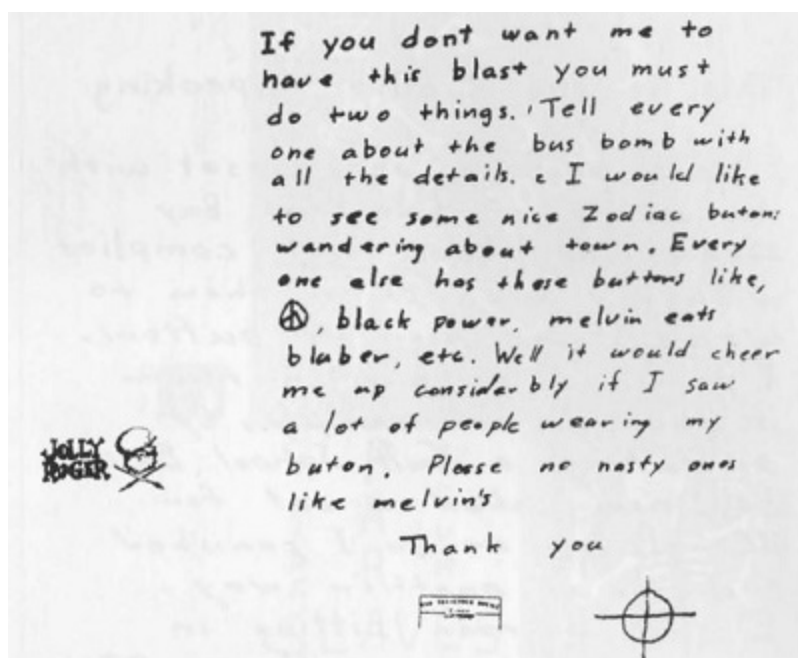 If you dont want me to
have this blast you must
do two things. Tell every
one about the bus bomb with
all the details. I would like
to see some nice Zodiac butons
wandering about town. Every
one else has these buttons like,
☮, black power, melvin eats
bluber, etc. Well it would cheer
me up considarbly if I saw
a lot of people wearing my
buton. Please no nasty ones
like melvin's
Thank you
JOLLY
ROGER